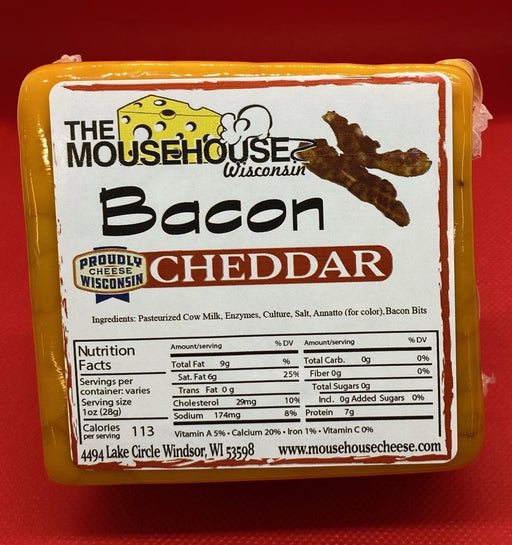 THE
MOUSEHOUSE
Wisconsin
Bacon
PROUDLY
CHEESE
WISCONSIN
CHEDDAR
Ingredients: Pasteurized Cow Milk, Enzymes, Culture, Salt, Annatto (for color), Bacon Bits
Nutrition
Facts
Servings per
container: varies
Serving size
1oz (28g)
Calories
per serving 113
Amount/serving % DV
Total Fat 9g %
Sat. Fat 6g 25%
Trans Fat 0 g
Cholesterol 29mg 10%
Sodium 174mg 8%
Amount/serving % DV
Total Carb. 0g 0%
Fiber 0g 0%
Total Sugars 0g
Incl. 0g Added Sugars 0%
Protein 7g
Vitamin A 5% • Calcium 20% • Iron 1% • Vitamin C 0%
4494 Lake Circle Windsor, WI 53598 www.mousehousecheese.com